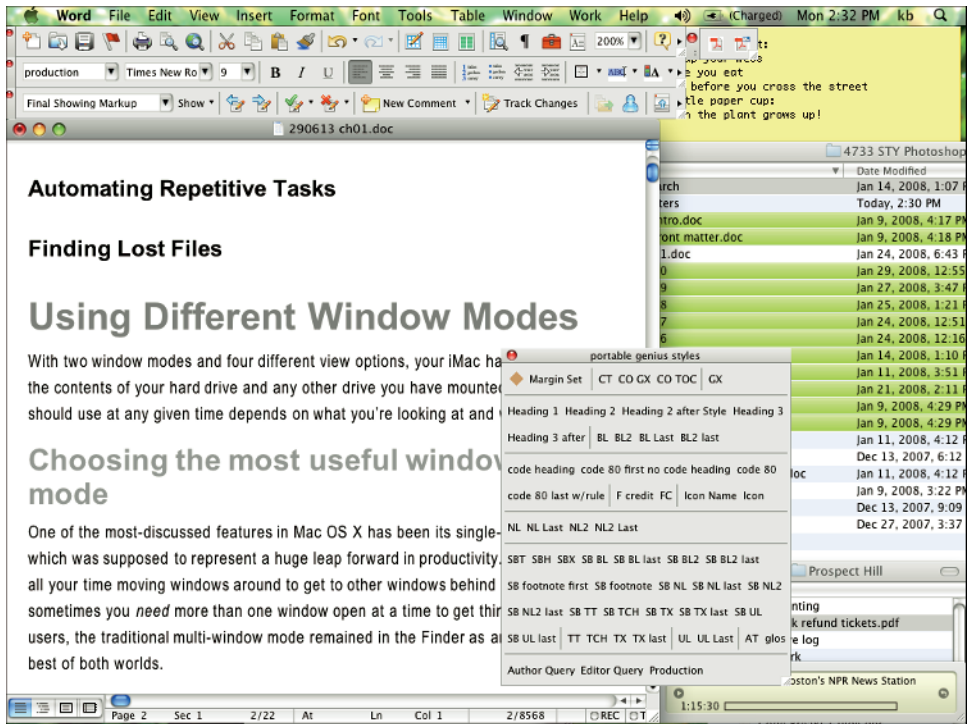 Word File Edit View Insert Format Font Tools Table Window Work Help (Charged) Mon 2:32 PM kb
200%
production Times New Ro 9 B I U
Final Showing Markup Show New Comment Track Changes
you eat
before you cross the street
paper cup:
the plant grows up!
290613 ch01.doc
Automating Repetitive Tasks
Finding Lost Files
Using Different Window Modes
With two window modes and four different view options, your iMac ha
the contents of your hard drive and any other drive you have mounted
should use at any given time depends on what you're looking at and
Choosing the most useful window
mode
One of the most-discussed features in Mac OS X has been its single-
which was supposed to represent a huge leap forward in productivity.
all your time moving windows around to get to other windows behind
sometimes you need more than one window open at a time to get thin
users, the traditional multi-window mode remained in the Finder as a
best of both worlds.
Page 2 Sec 1 2/22 At Ln Col 1 2/8568 REC T
portable genius styles
Margin Set CT CO GX CO TOC GX
Heading 1 Heading 2 Heading 2 after Style Heading 3
Heading 3 after BL BL2 BL Last BL2 last
code heading code 80 first no code heading code 80
code 80 last w/rule F credit FC Icon Name Icon
NL NL Last NL2 NL2 Last
SBT SBH SBX SB BL SB BL last SB BL2 SB BL2 last
SB footnote first SB footnote SB NL SB NL last SB NL2
SB NL2 last SB TT SB TCH SB TX SB TX last SB UL
SB UL last TT TCH TX TX last UL UL Last AT glos
Author Query Editor Query Production
4733 STY Photoshop
Date Modified
rch Jan 14, 2008, 1:07 P
ters Today, 2:30 PM
tro.doc Jan 9, 2008, 4:17 PM
ont matter.doc Jan 9, 2008, 4:18 PM
1.doc Jan 24, 2008, 6:43 P
0 Jan 29, 2008, 12:55
9 Jan 27, 2008, 3:47 P
8 Jan 25, 2008, 1:21 P
7 Jan 24, 2008, 12:51
6 Jan 24, 2008, 12:16
Jan 14, 2008, 1:10 P
Jan 11, 2008, 3:51 P
Jan 21, 2008, 2:11 P
Jan 9, 2008, 4:29 PM
Jan 9, 2008, 4:29 PM
Jan 11, 2008, 4:12 P
Dec 13, 2007, 6:12
oc Jan 11, 2008, 4:12 P
Jan 9, 2008, 3:22 PM
Dec 13, 2007, 9:09
Dec 27, 2007, 3:37
Prospect Hill
nting
k refund tickets.pdf
e log
rk
oston's NPR News Station
1:15:30